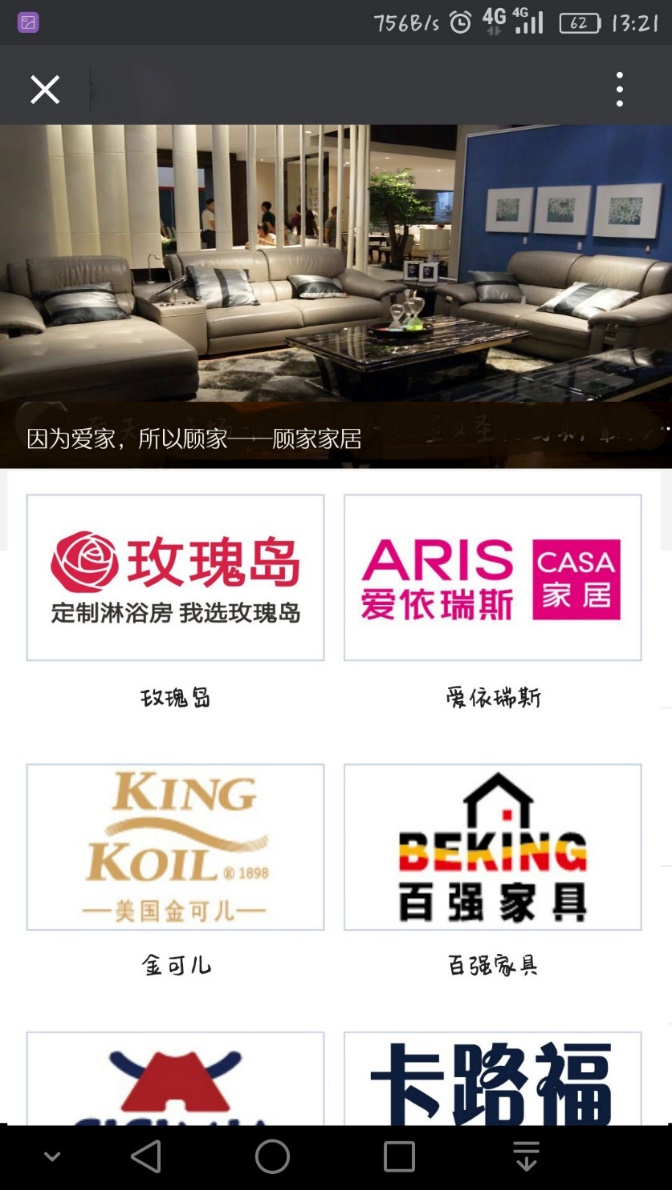 756B/s 4G 4G 62 13:21
因为爱家，所以顾家——顾家家居
玫瑰岛
定制淋浴房 我选玫瑰岛
ARIS
爱依瑞斯
CASA
家居
玫瑰岛
爱依瑞斯
KING
KOIL ® 1898
美国金可儿
BEKING
百强家具
金可儿
百强家具
卡路福